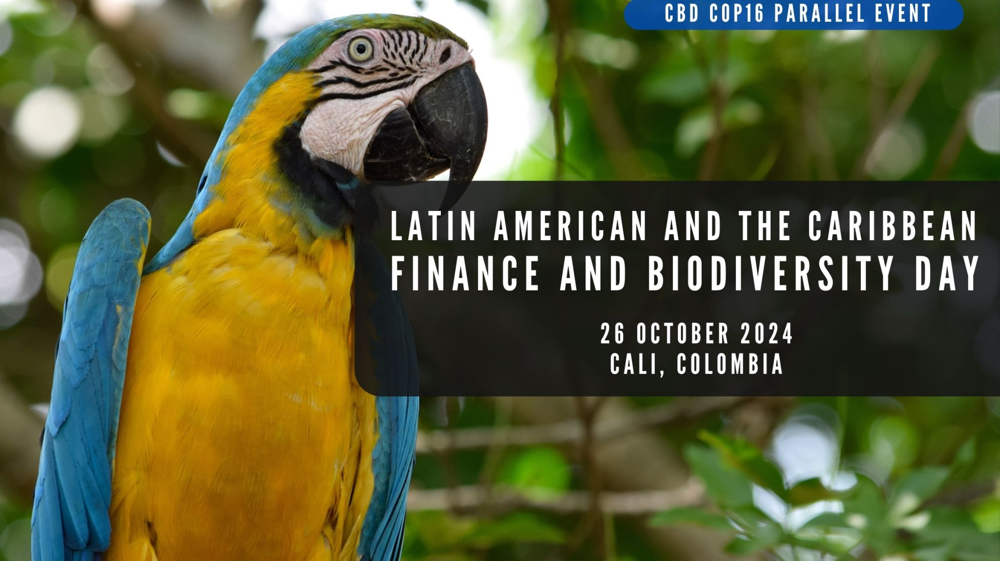 CBD COP16 PARALLEL EVENT
LATIN AMERICAN AND THE CARIBBEAN
FINANCE AND BIODIVERSITY DAY
26 OCTOBER 2024
CALI, COLOMBIA